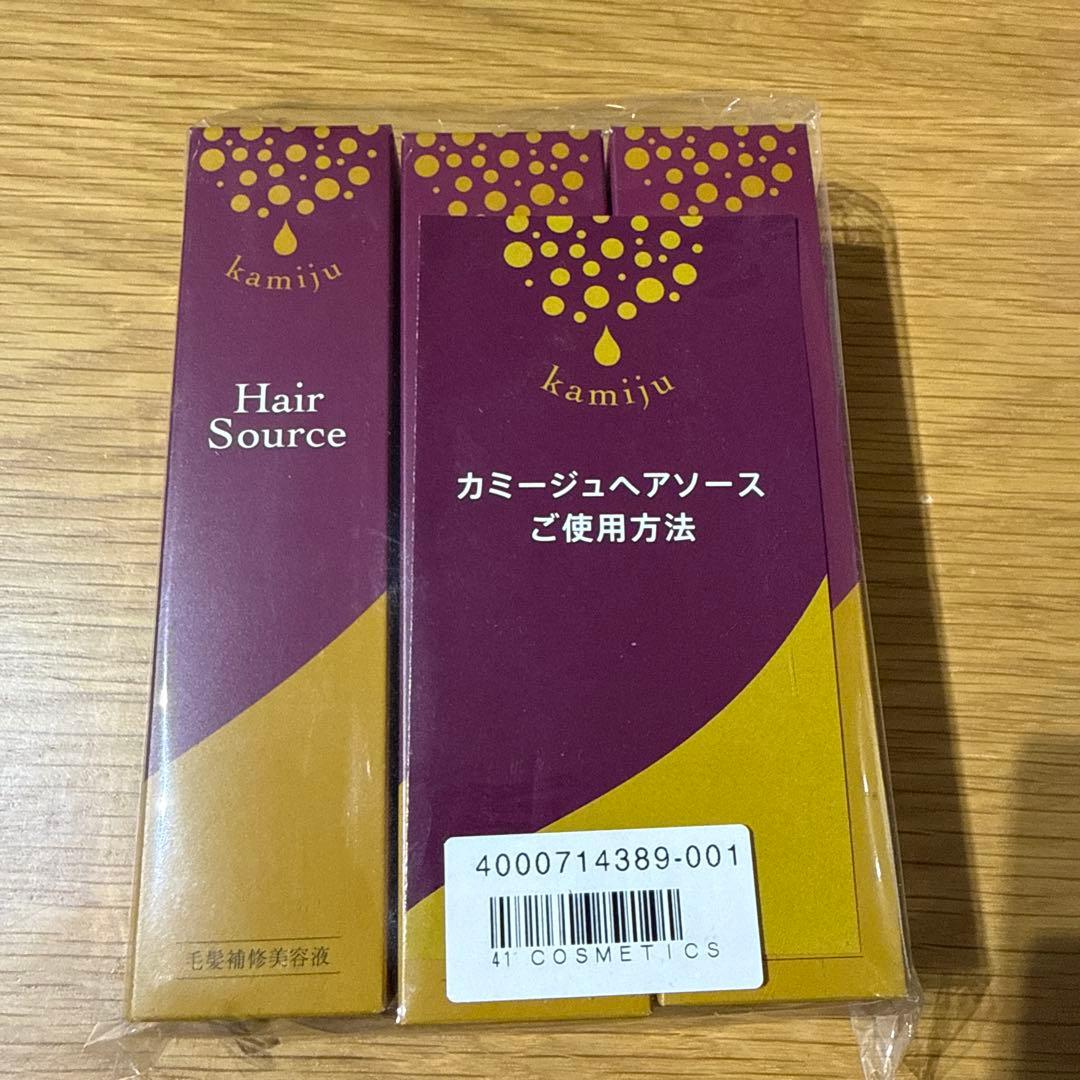 kamiju
Hair
Source
毛髪補修美容液
kamiju
カミージュヘアソース
ご使用方法
4000714389-001
41 COSMETICS